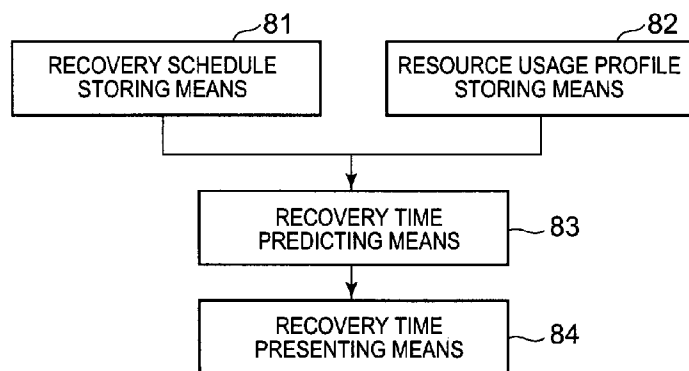 81
82
RECOVERY SCHEDULE
STORING MEANS
RESOURCE USAGE PROFILE
STORING MEANS
RECOVERY TIME
PREDICTING MEANS
83
RECOVERY TIME
PRESENTING MEANS
84